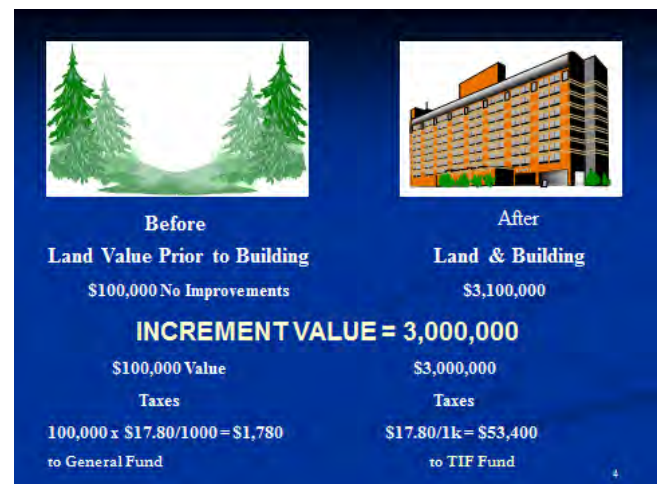 Before
Land Value Prior to Building
$100,000 No Improvements
After
Land & Building
$3,100,000
INCREMENT VALUE = 3,000,000
$100,000 Value
Taxes
100,000 x $17.80/1000 = $1,780
to General Fund
$3,000,000
Taxes
$17.80/1k = $53,400
to TIF Fund
4